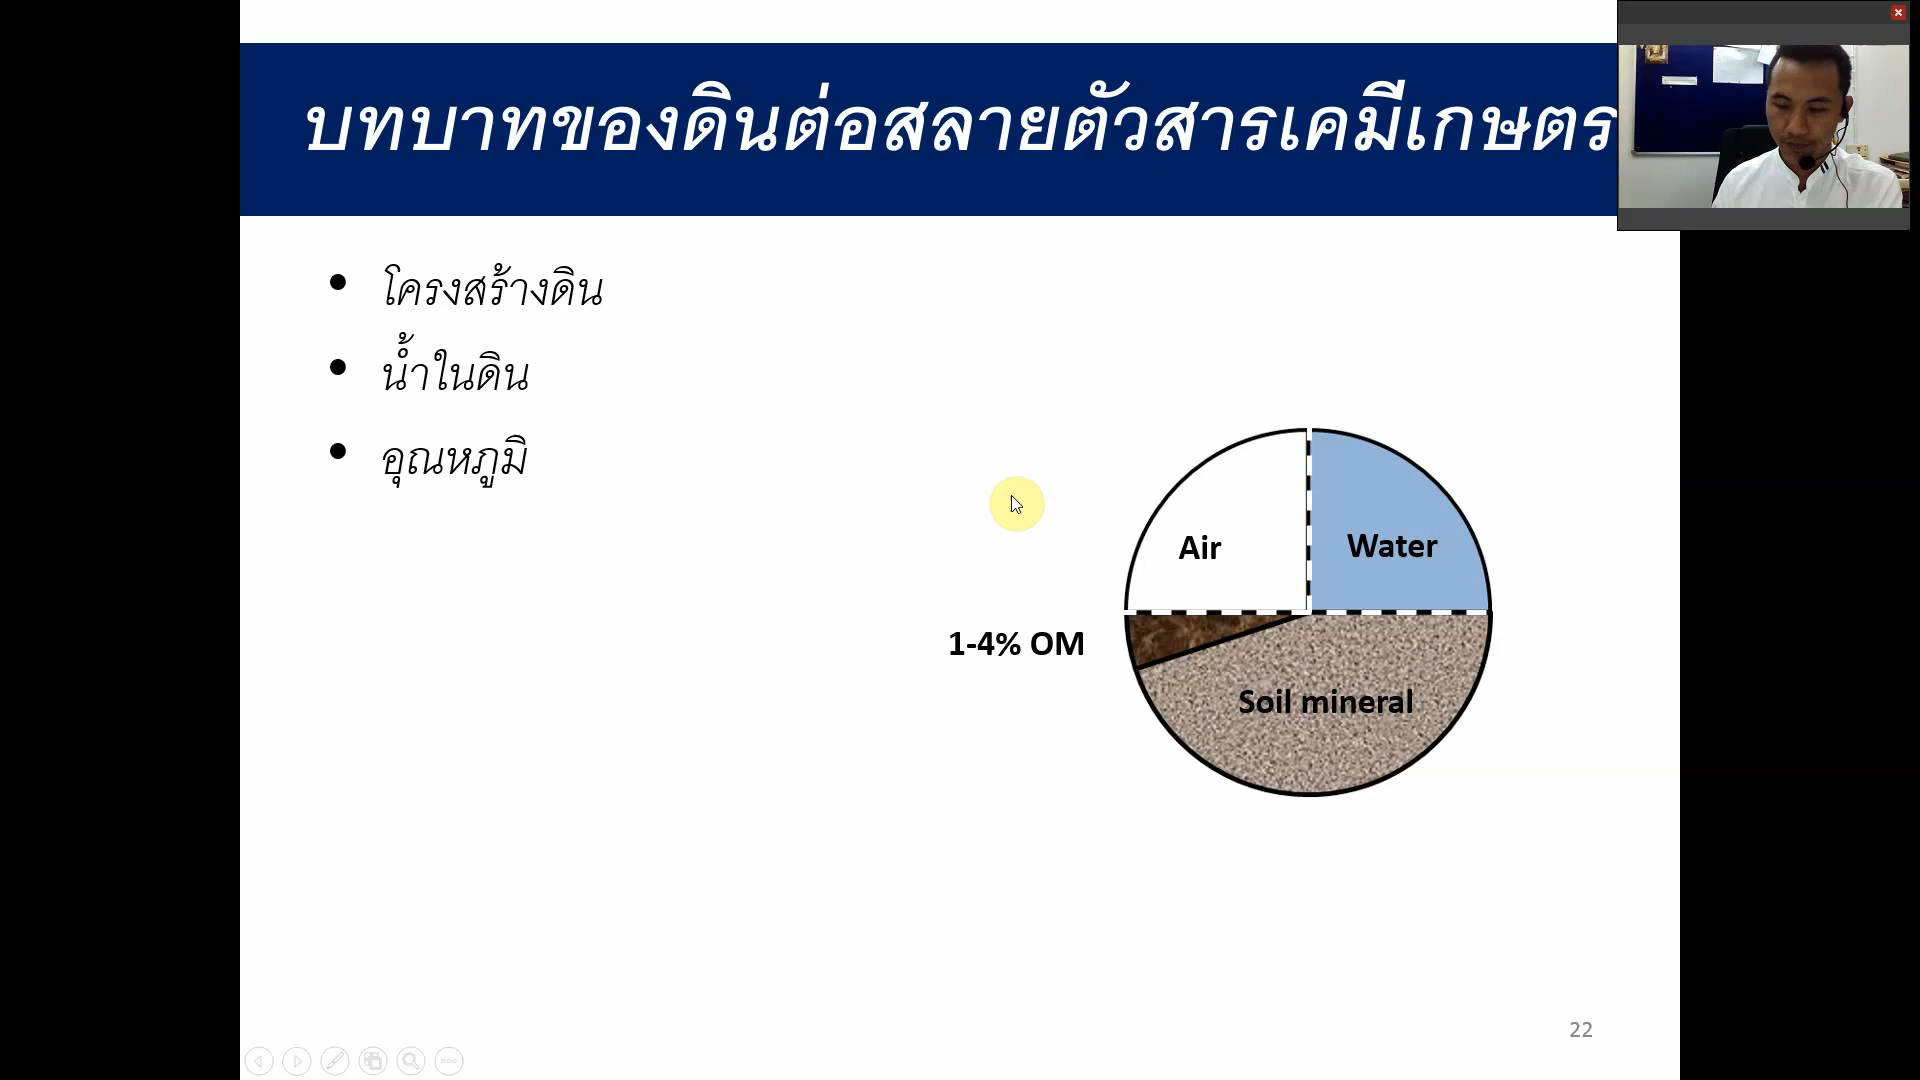 บทบาทของดินต่อสลายตัวสารเคมีเกษตร
โครงสร้างดิน
น้ำในดิน
อุณหภูมิ
Air
Water
1-4% OM
Soil mineral
22